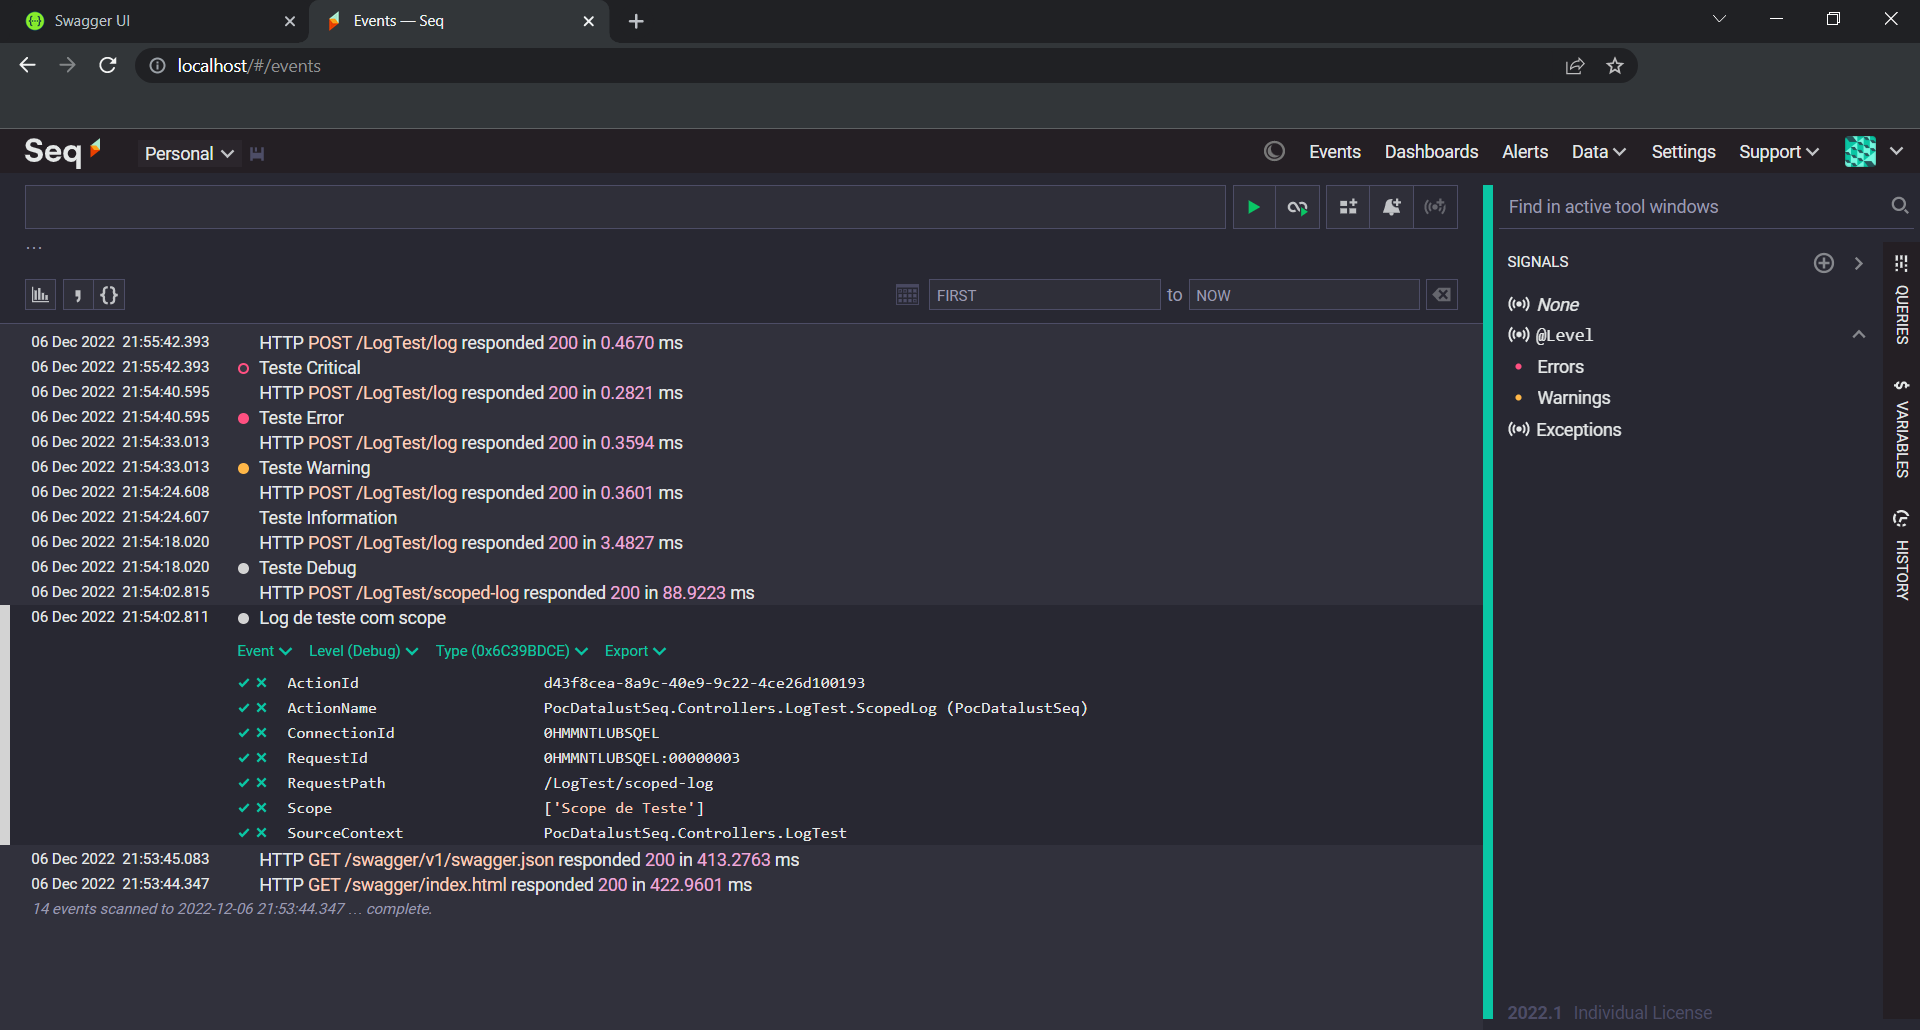 Swagger UI
Events — Seq
localhost/#/events
Seq
Personal
Events
Dashboards
Alerts
Data
Settings
Support
Find in active tool windows
...
FIRST
to
NOW
06 Dec 2022 21:55:42.393 HTTP POST /LogTest/log responded 200 in 0.4670 ms
06 Dec 2022 21:55:42.393 Teste Critical
06 Dec 2022 21:54:40.595 HTTP POST /LogTest/log responded 200 in 0.2821 ms
06 Dec 2022 21:54:40.595 Teste Error
06 Dec 2022 21:54:33.013 HTTP POST /LogTest/log responded 200 in 0.3594 ms
06 Dec 2022 21:54:33.013 Teste Warning
06 Dec 2022 21:54:24.608 HTTP POST /LogTest/log responded 200 in 0.3601 ms
06 Dec 2022 21:54:24.607 Teste Information
06 Dec 2022 21:54:18.020 HTTP POST /LogTest/log responded 200 in 3.4827 ms
06 Dec 2022 21:54:18.020 Teste Debug
06 Dec 2022 21:54:02.815 HTTP POST /LogTest/scoped-log responded 200 in 88.9223 ms
06 Dec 2022 21:54:02.811 Log de teste com scope
Event Level (Debug) Type (0x6C39BDCE) Export
ActionId d43f8cea-8a9c-40e9-9c22-4ce26d100193
ActionName PocDatalustSeq.Controllers.LogTest.ScopedLog (PocDatalustSeq)
ConnectionId 0HMMNTLUBSQEL
RequestId 0HMMNTLUBSQEL:00000003
RequestPath /LogTest/scoped-log
Scope ['Scope de Teste']
SourceContext PocDatalustSeq.Controllers.LogTest
06 Dec 2022 21:53:45.083 HTTP GET /swagger/v1/swagger.json responded 200 in 413.2763 ms
06 Dec 2022 21:53:44.347 HTTP GET /swagger/index.html responded 200 in 422.9601 ms
14 events scanned to 2022-12-06 21:53:44.347 ... complete.
SIGNALS
None
@Level
Errors
Warnings
Exceptions
QUERIES
$ VARIABLES
HISTORY
2022.1 Individual License